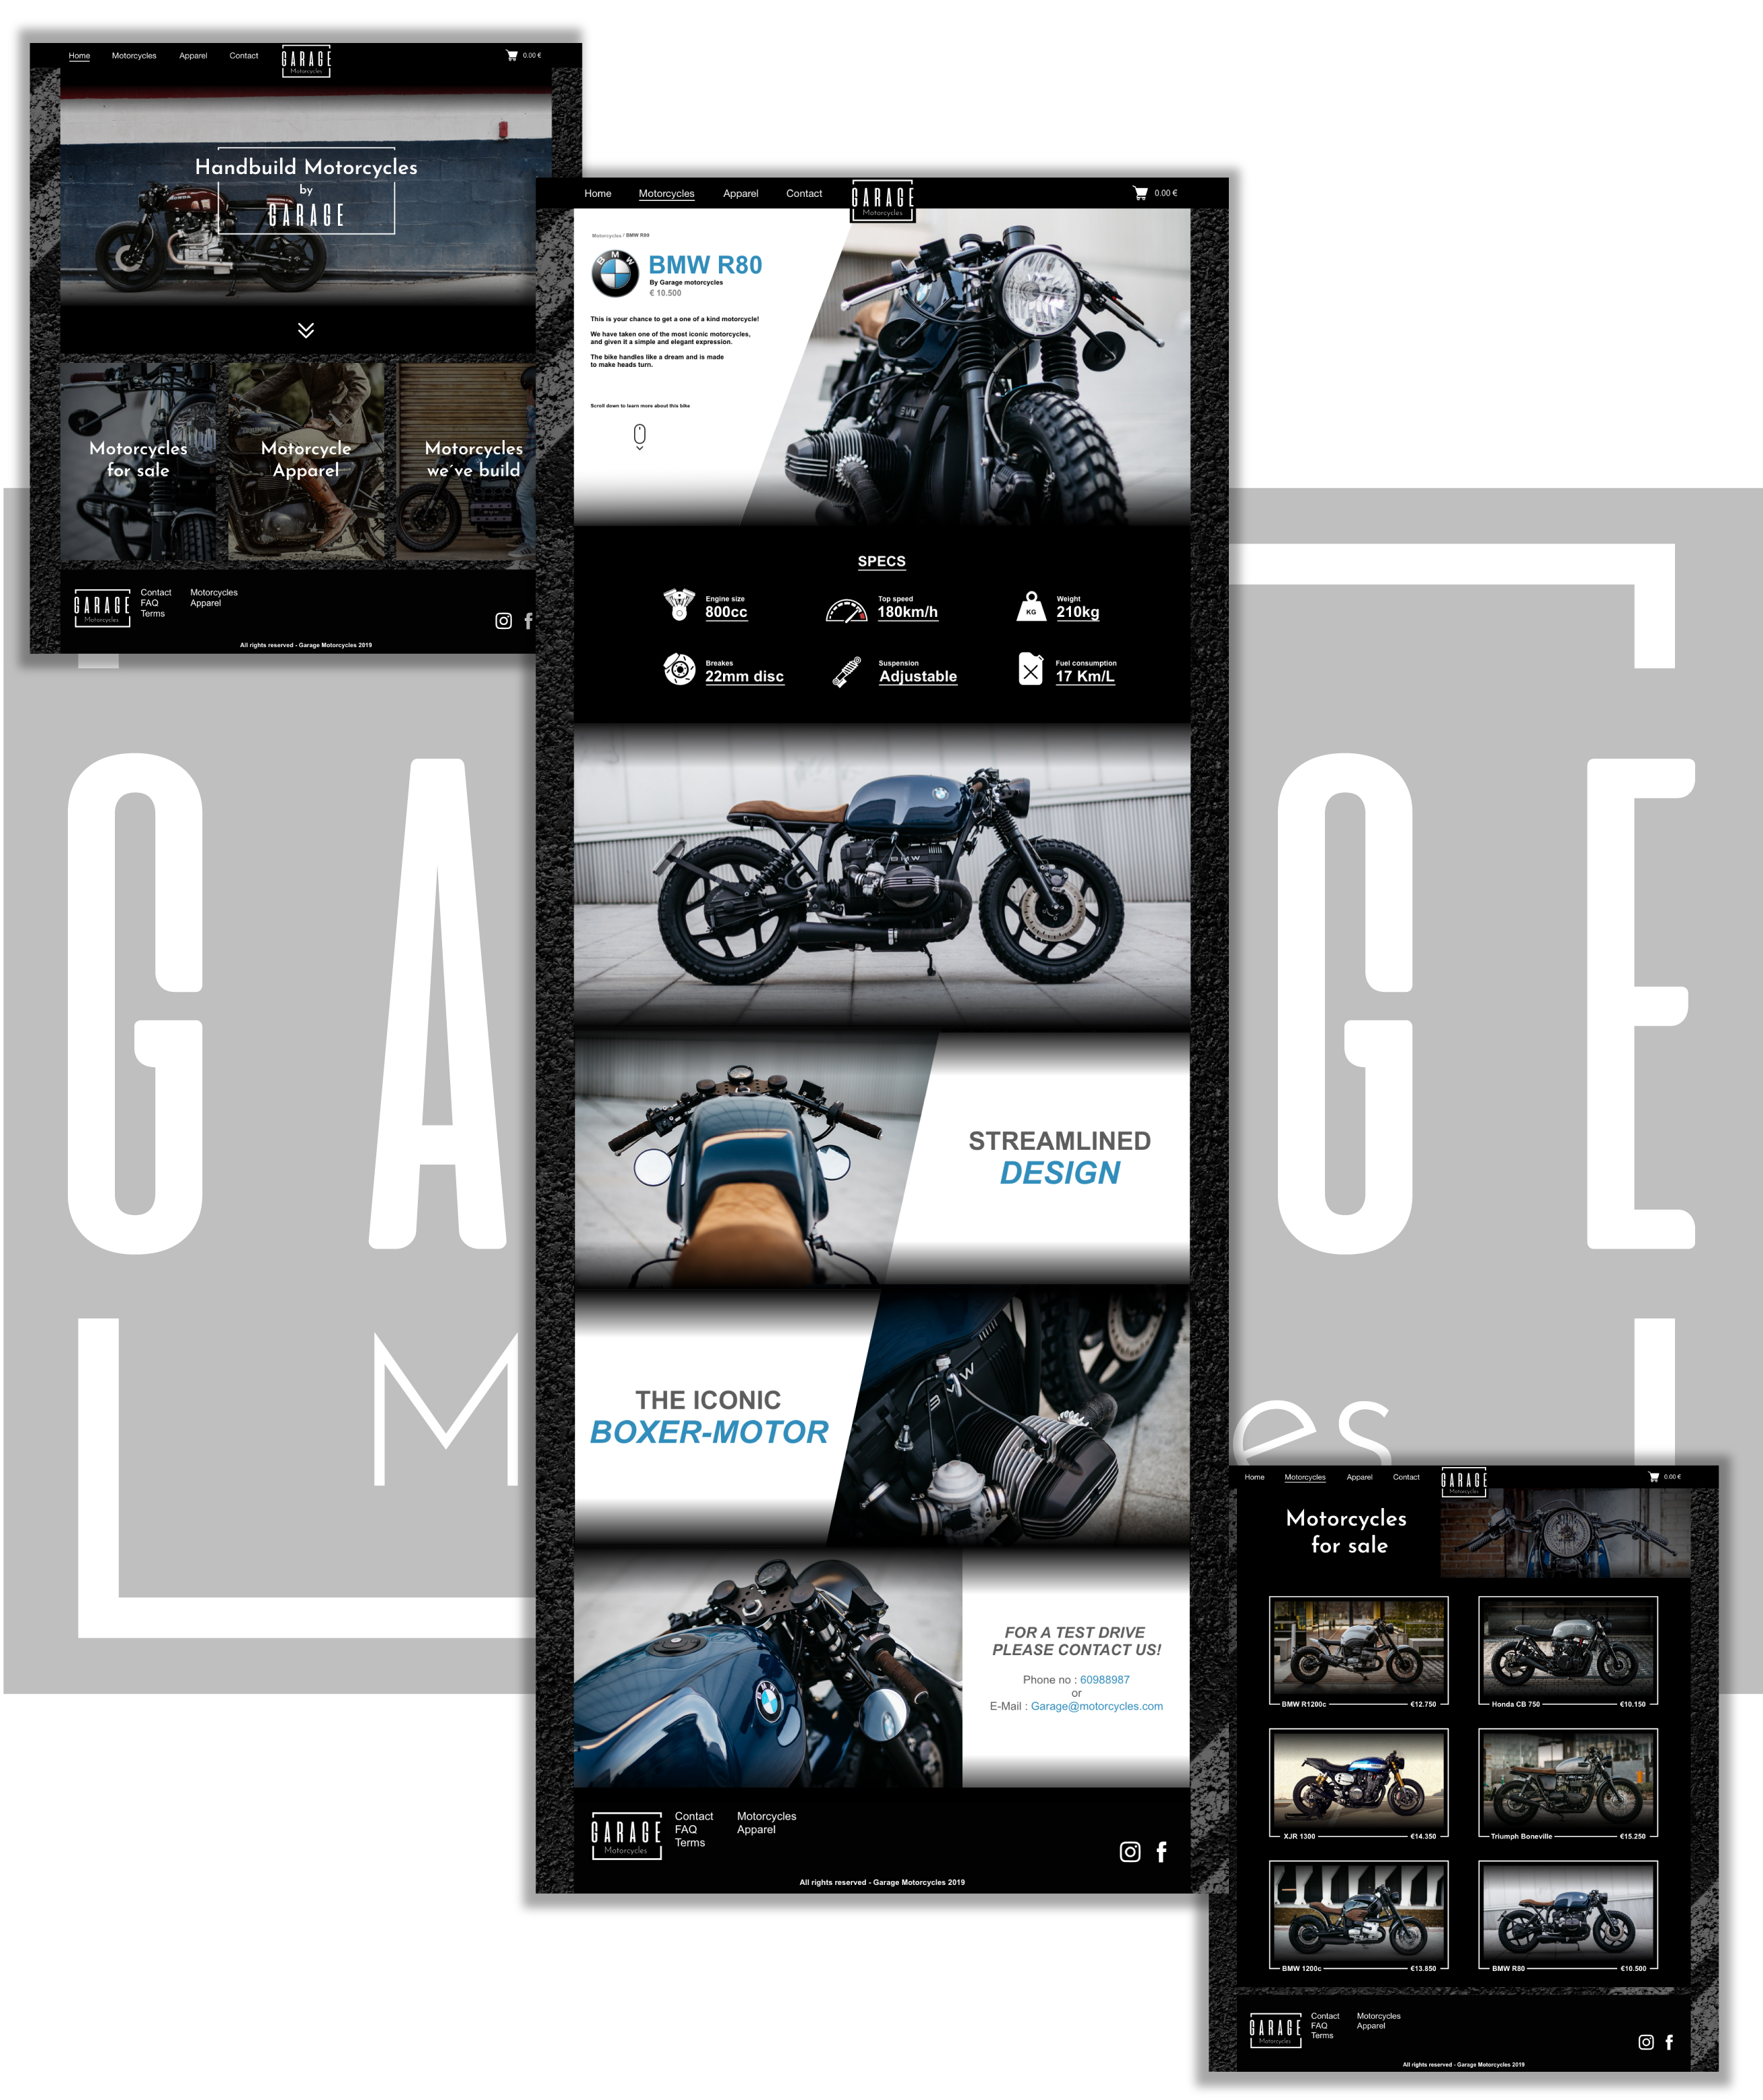 Home Motorcycles Apparel Contact
GARAGE
Motorcycles
0.00 €
Handbuild Motorcycles
by
GARAGE
HONDA
Motorcycles
for sale
Motorcycle
Apparel
Motorcycles
we´ve build
GARAGE
Motorcycles
Contact
FAQ
Terms
Motorcycles
Apparel
All rights reserved - Garage Motorcycles 2019
Home Motorcycles Apparel Contact
GARAGE
Motorcycles
0.00 €
Motorcycles / BMW R80
BMW
BMW R80
By Garage motorcycles
€ 10.500
This is your chance to get a one of a kind motorcycle!
We have taken one of the most iconic motorcycles,
and given it a simple and elegant expression.
The bike handles like a dream and is made
to make heads turn.
Scroll down to learn more about this bike
BMW
SPECS
Engine size
800cc
Top speed
180km/h
KG
Weight
210kg
Breakes
22mm disc
Suspension
Adjustable
Fuel consumption
17 Km/L
BMW
STREAMLINED
DESIGN
THE ICONIC
BOXER-MOTOR
BMW
BMW
FOR A TEST DRIVE
PLEASE CONTACT US!
Phone no : 60988987
or
E-Mail : Garage@motorcycles.com
GARAGE
Motorcycles
Contact
FAQ
Terms
Motorcycles
Apparel
All rights reserved - Garage Motorcycles 2019
GA GE
M es
Home Motorcycles Apparel Contact
GARAGE
Motorcycles
0.00 €
Motorcycles
for sale
BMW R1200c €12.750
Honda CB 750 €10.150
XJR 1300 €14.350
Triumph Boneville €15.250
BMW 1200c €13.850
BMW R80 €10.500
GARAGE
Motorcycles
Contact
FAQ
Terms
Motorcycles
Apparel
All rights reserved - Garage Motorcycles 2019